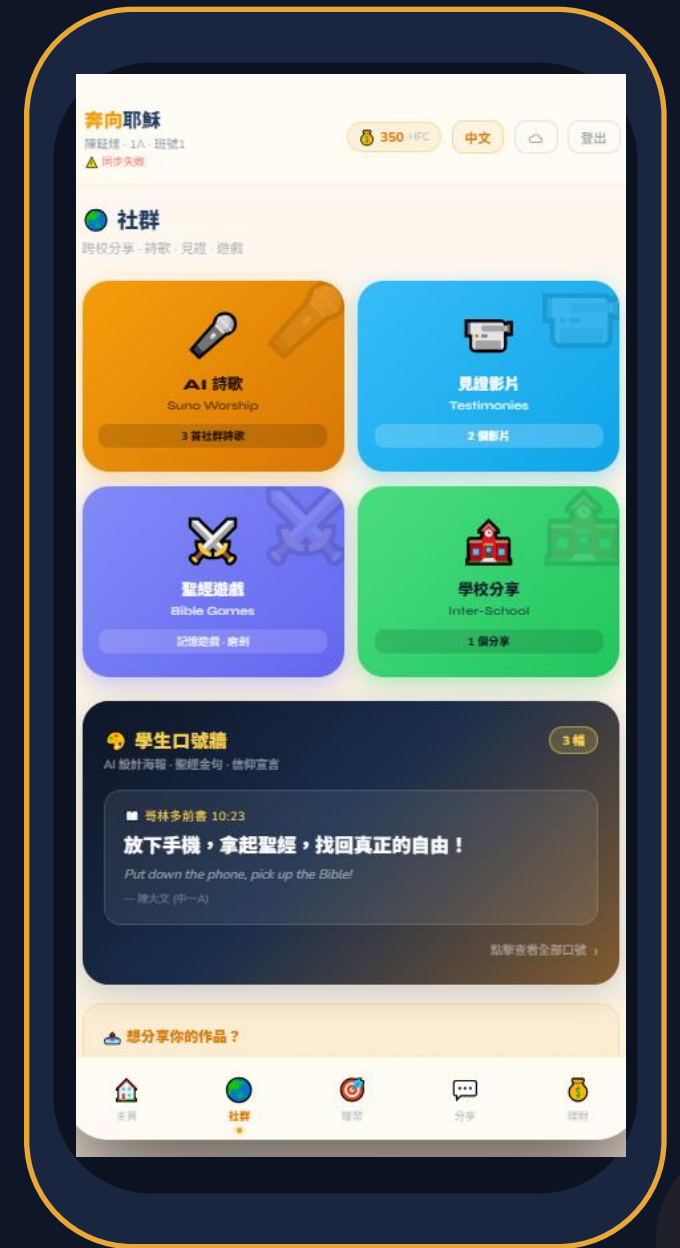 奔向耶穌
陳鉦燁 · 1A · 班號1
同步失敗
350 HFC
中文
登出
社群
跨校分享 · 詩歌 · 見證 · 遊戲
AI 詩歌
Suno Worship
3 首社群詩歌
見證影片
Testimonies
2 個影片
聖經遊戲
Bible Games
記憶遊戲 · 磨劍
學校分享
Inter-School
1 個分享
學生口號牆
3 幅
AI 設計海報 · 聖經金句 · 信仰宣言
哥林多前書 10:23
放下手機，拿起聖經，找回真正的自由！
Put down the phone, pick up the Bible!
— 陳大文 (中一A)
點擊查看全部口號 ›
想分享你的作品？
主頁
社群
賺幣
分享
理財